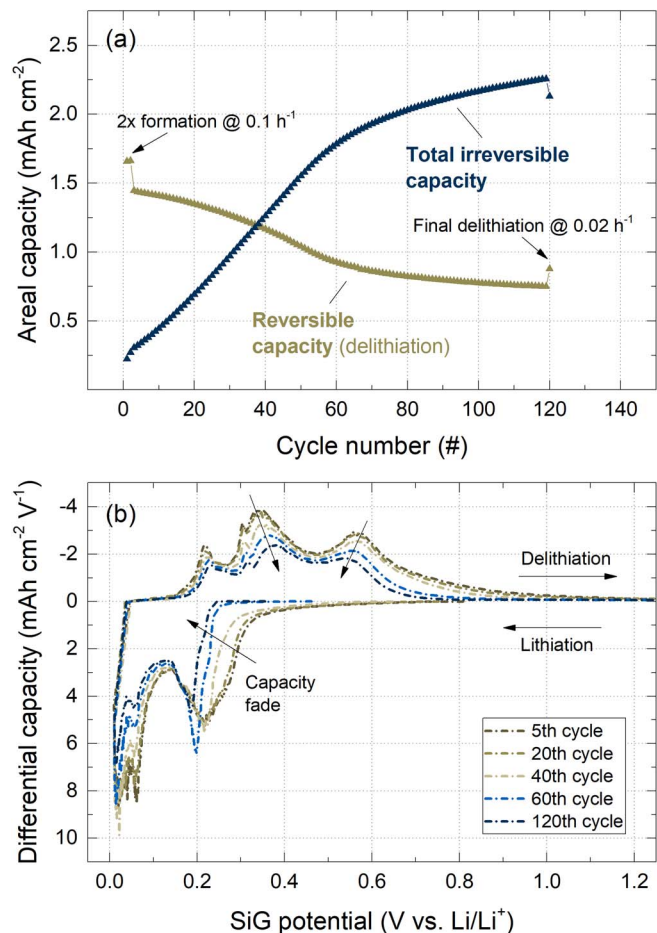 (a)
2x formation @ 0.1 h⁻¹
Total irreversible
capacity
Final delithiation @ 0.02 h⁻¹
Reversible
capacity (delithiation)
Areal capacity (mAh cm⁻²)
2.5
2.0
1.5
1.0
0.5
0 20 40 60 80 100 120 140
Cycle number (#)
(b)
Differential capacity (mAh cm⁻² V⁻¹)
-4
-2
0
2
4
6
8
10
Delithiation
Lithiation
Capacity
fade
5th cycle
20th cycle
40th cycle
60th cycle
120th cycle
0.0 0.2 0.4 0.6 0.8 1.0 1.2
SiG potential (V vs. Li/Li⁺)